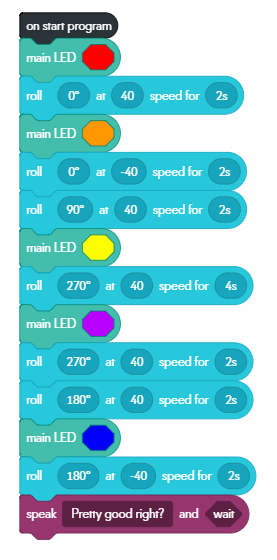 on start program
main LED
roll 0° at 40 speed for 2s
main LED
roll 0° at -40 speed for 2s
roll 90° at 40 speed for 2s
main LED
roll 270° at 40 speed for 4s
main LED
roll 270° at 40 speed for 2s
roll 180° at 40 speed for 2s
main LED
roll 180° at -40 speed for 2s
speak Pretty good right? and wait